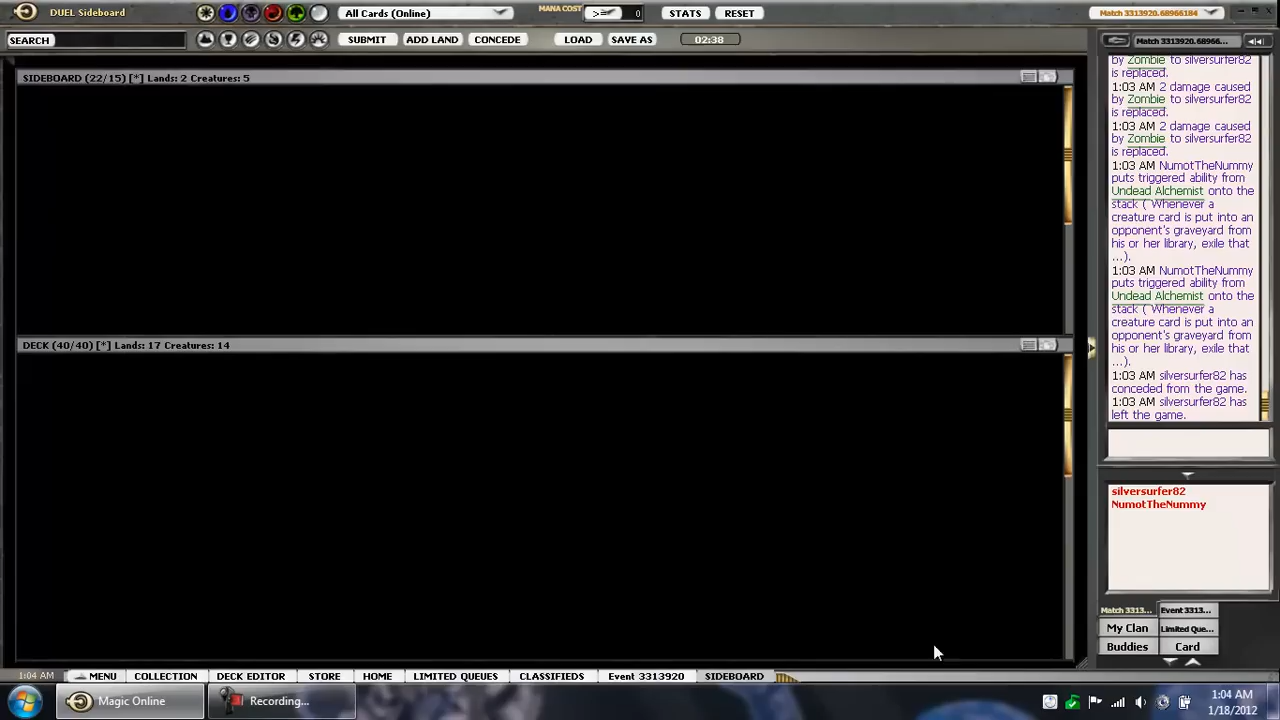 DUEL Sideboard
All Cards (Online)
MANA COST
>=
0
STATS
RESET
Match 3313920.68966184
SEARCH
SUBMIT
ADD LAND
CONCEDE
LOAD
SAVE AS
02:38
Match 3313920.68966...
SIDEBOARD (22/15) [*] Lands: 2 Creatures: 5
by Zombie to silversurfer82
is replaced.
1:03 AM 2 damage caused
by Zombie to silversurfer82
is replaced.
1:03 AM 2 damage caused
by Zombie to silversurfer82
is replaced.
1:03 AM NumotTheNummy
puts triggered ability from
Undead Alchemist onto the
stack ( Whenever a
creature card is put into an
opponent's graveyard from
his or her library, exile that
...).
1:03 AM NumotTheNummy
puts triggered ability from
Undead Alchemist onto the
stack ( Whenever a
creature card is put into an
opponent's graveyard from
his or her library, exile that
...).
1:03 AM silversurfer82 has
conceded from the game.
1:03 AM silversurfer82 has
left the game.
DECK (40/40) [*] Lands: 17 Creatures: 14
silversurfer82
NumotTheNummy
Match 3313...
Event 3313...
My Clan
Limited Que...
Buddies
Card
1:04 AM
MENU
COLLECTION
DECK EDITOR
STORE
HOME
LIMITED QUEUES
CLASSIFIEDS
Event 3313920
SIDEBOARD
Magic Online
Recording...
1:04 AM
1/18/2012